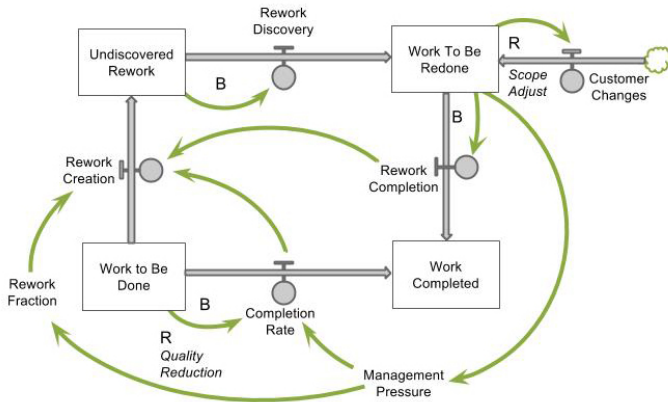 Rework
Discovery
Undiscovered
Rework
Work To Be
Redone
R
Scope
Adjust
Customer
Changes
B
B
Rework
Creation
Rework
Completion
Work to Be
Done
Work
Completed
Rework
Fraction
B
Completion
Rate
R
Quality
Reduction
Management
Pressure